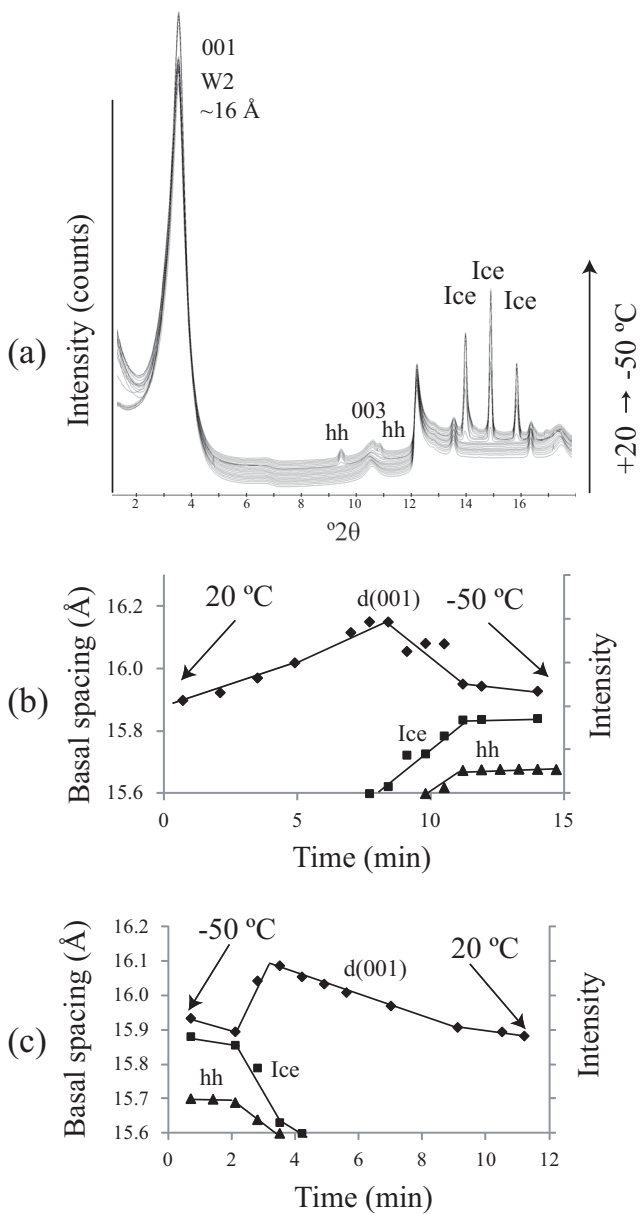 (a)
Intensity (counts)
001
W2
~16 Å
hh
003
hh
Ice
Ice
Ice
+20 → -50 ºC
2 4 6 8 10 12 14 16
º2θ
(b)
Basal spacing (Å)
16.2
16.0
15.8
15.6
20 ºC
d(001)
-50 ºC
Ice
hh
Intensity
0 5 10 15
Time (min)
(c)
Basal spacing (Å)
16.2
16.1
16.0
15.9
15.8
15.7
15.6
-50 ºC
d(001)
20 ºC
Ice
hh
Intensity
0 2 4 6 8 10 12
Time (min)